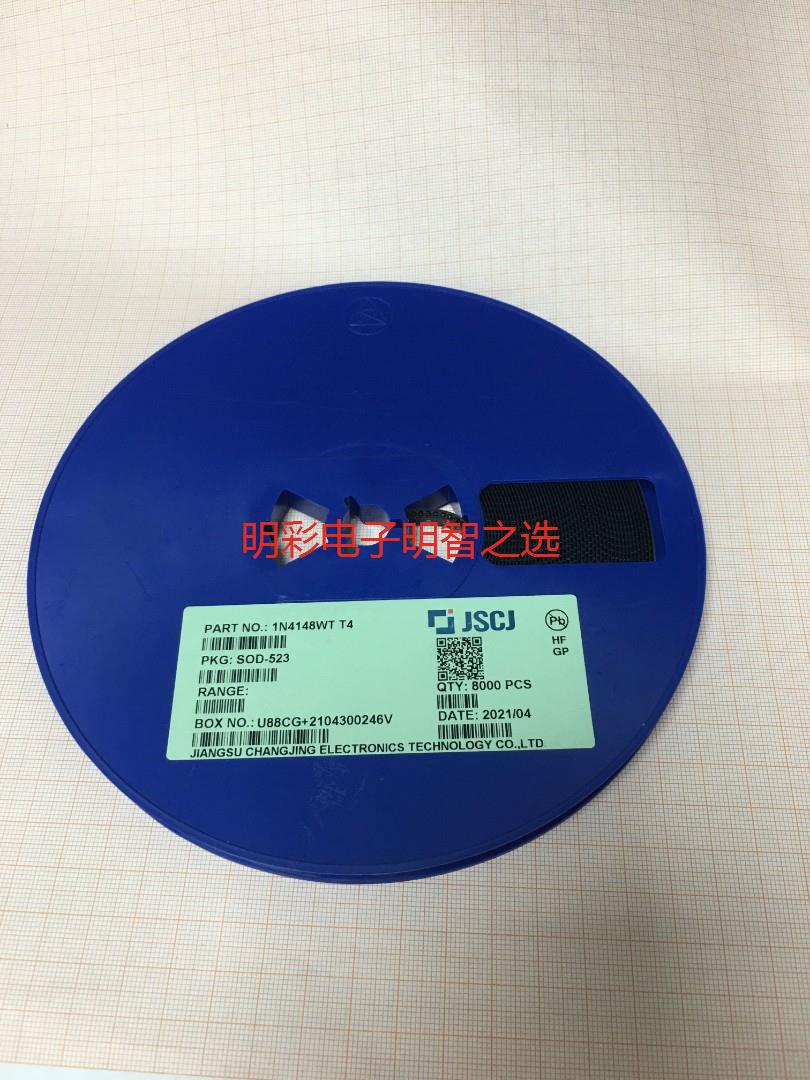 明彩电子明智之选
PART NO.: 1N4148WT T4
JSCJ
Pb
HF
GP
PKG: SOD-523
QTY: 8000 PCS
RANGE:
DATE: 2021/04
BOX NO.: U88CG+2104300246V
JIANGSU CHANGJING ELECTRONICS TECHNOLOGY CO.,LTD